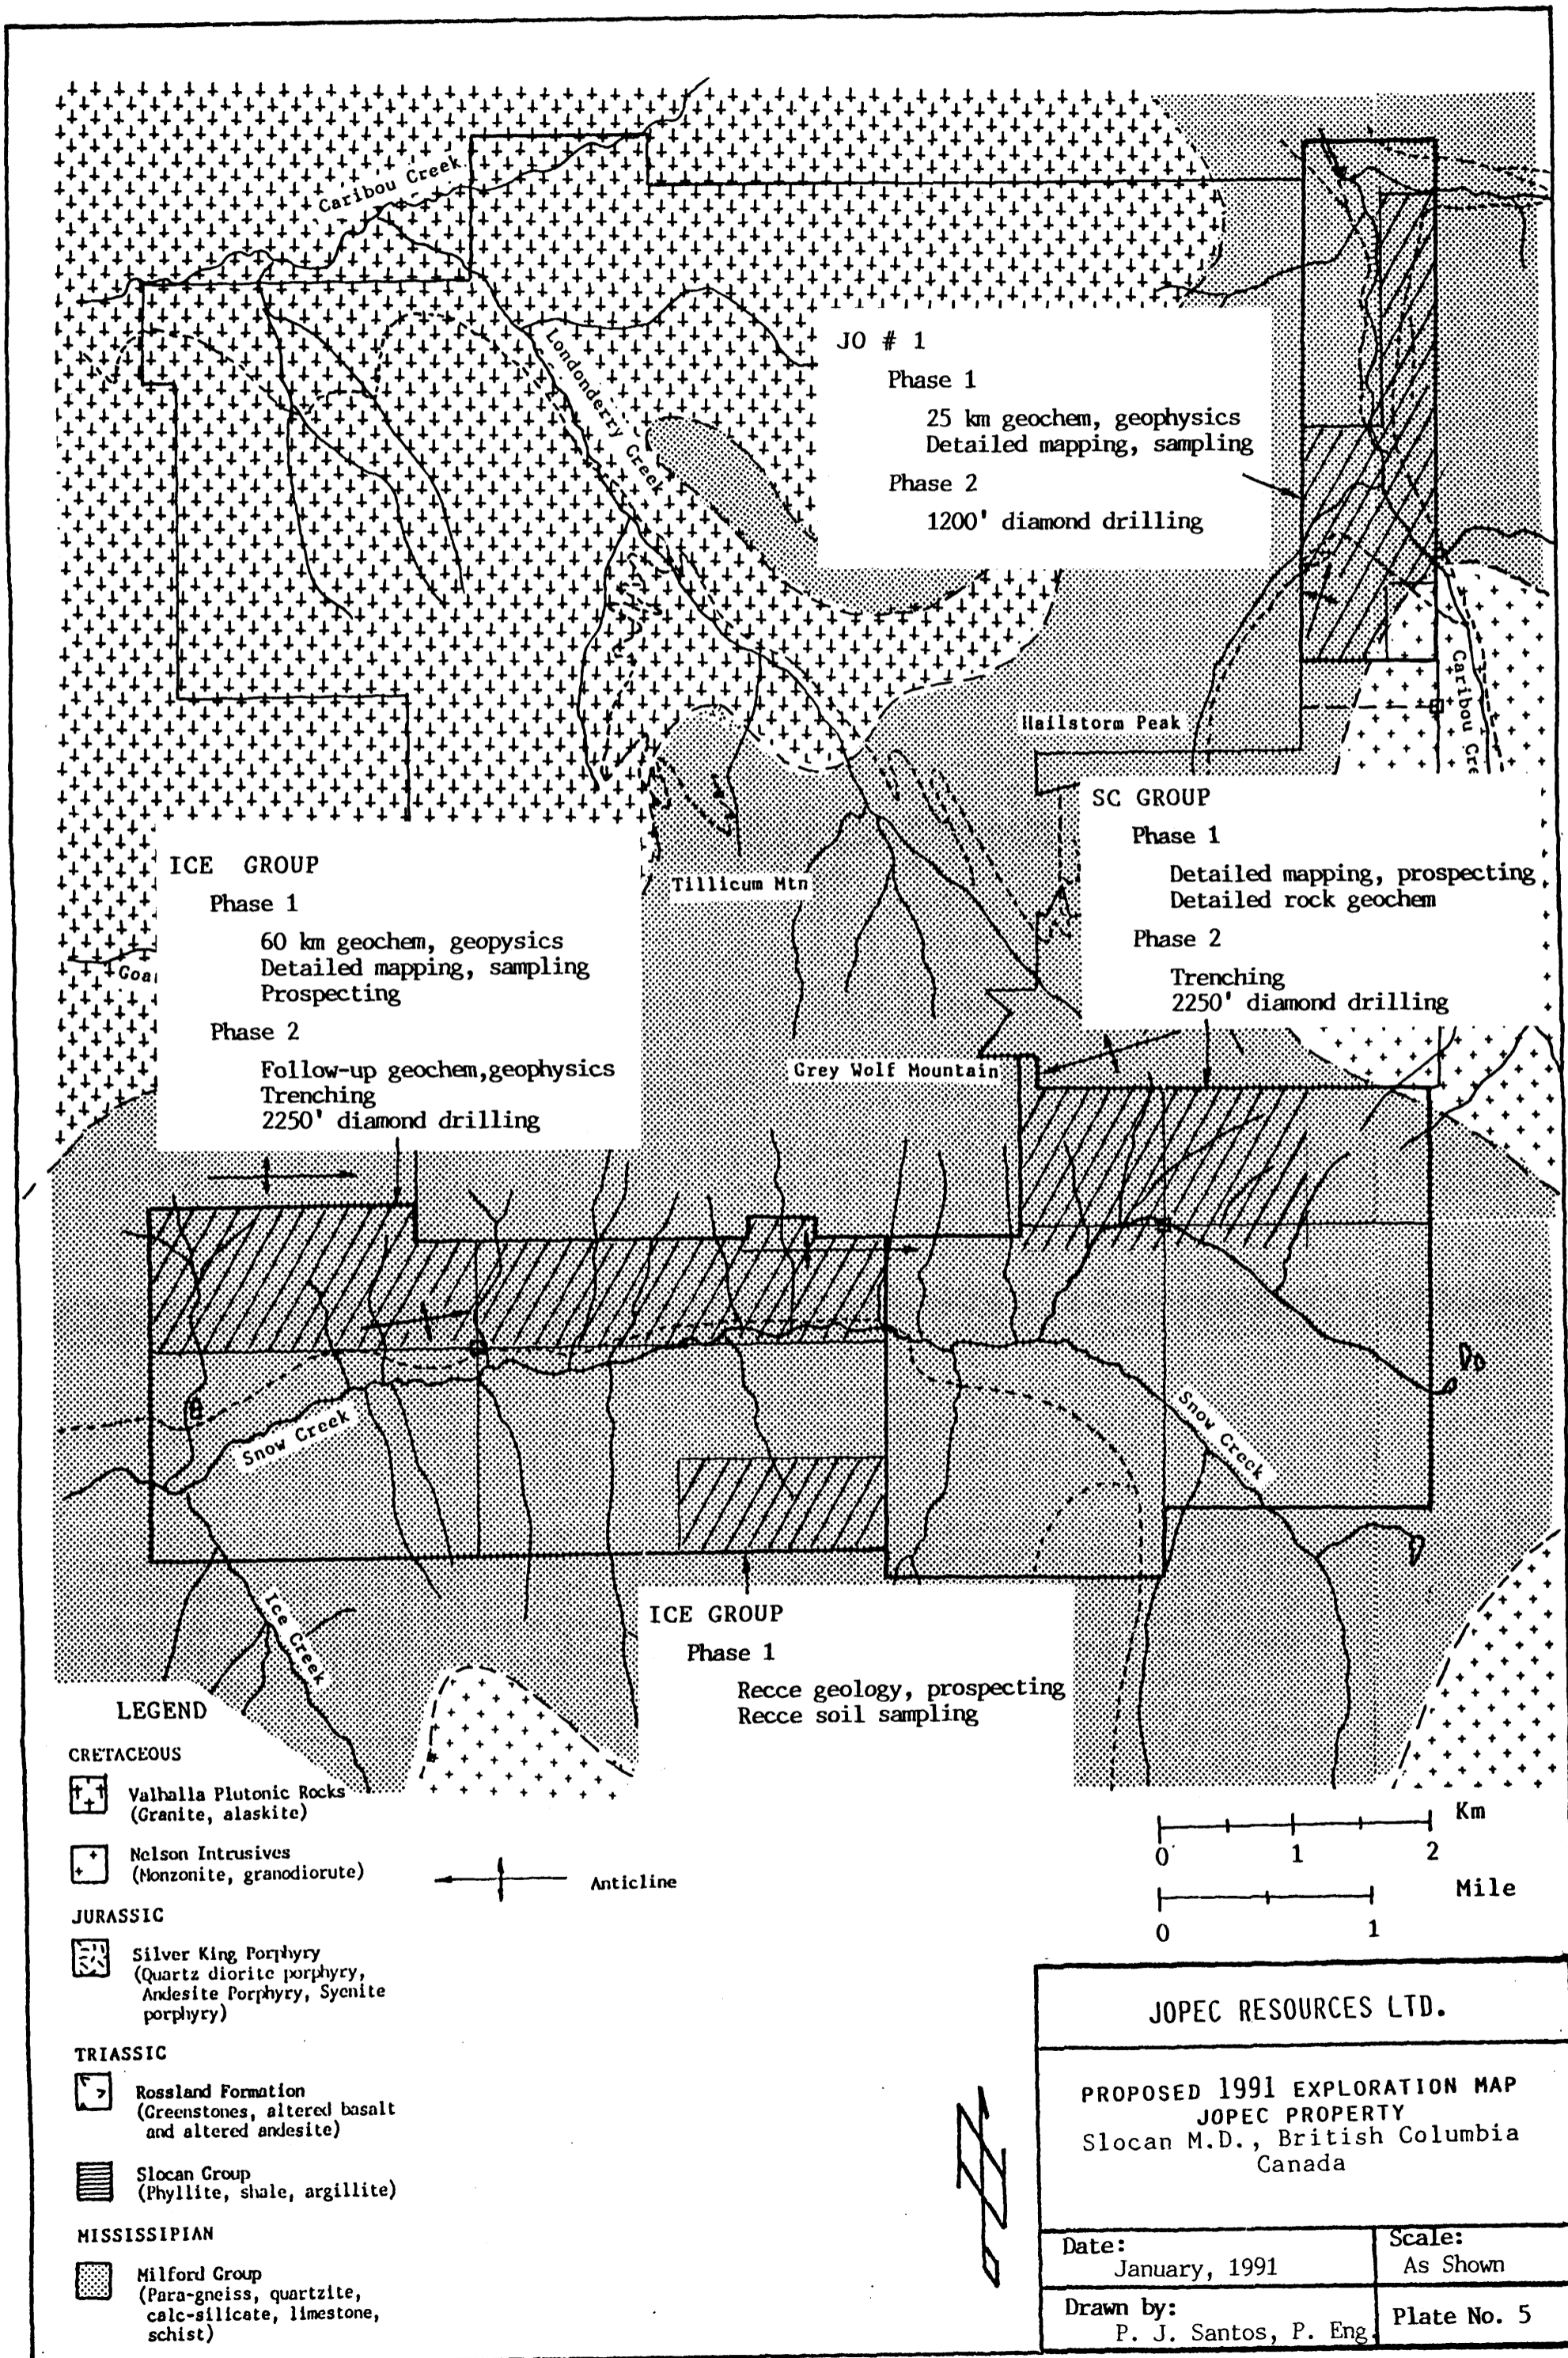 Caribou Creek
Londonderry Creek
JO # 1
Phase 1
25 km geochem, geophysics
Detailed mapping, sampling
Phase 2
1200' diamond drilling
Caribou Cre
Hailstorm Peak
SC GROUP
Phase 1
Detailed mapping, prospecting
Detailed rock geochem
Phase 2
Trenching
2250' diamond drilling
Tillicum Mtn
ICE GROUP
Phase 1
60 km geochem, geopysics
Detailed mapping, sampling
Prospecting
Phase 2
Follow-up geochem,geophysics
Trenching
2250' diamond drilling
Goa
Grey Wolf Mountain
Snow Creek
Snow Creek
Ice Creek
ICE GROUP
Phase 1
Recce geology, prospecting
Recce soil sampling
LEGEND
CRETACEOUS
Valhalla Plutonic Rocks
(Granite, alaskite)
Nelson Intrusives
(Monzonite, granodiorute)
Anticline
JURASSIC
Silver King Porphyry
(Quartz diorite porphyry,
Andesite Porphyry, Syenite
porphyry)
TRIASSIC
Rossland Formation
(Greenstones, altered basalt
and altered andesite)
Slocan Group
(Phyllite, shale, argillite)
MISSISSIPIAN
Milford Group
(Para-gneiss, quartzite,
calc-silicate, limestone,
schist)
Km
0 1 2
Mile
0 1
JOPEC RESOURCES LTD.
PROPOSED 1991 EXPLORATION MAP
JOPEC PROPERTY
Slocan M.D., British Columbia
Canada
Date:
January, 1991
Scale:
As Shown
Drawn by:
P. J. Santos, P. Eng.
Plate No. 5